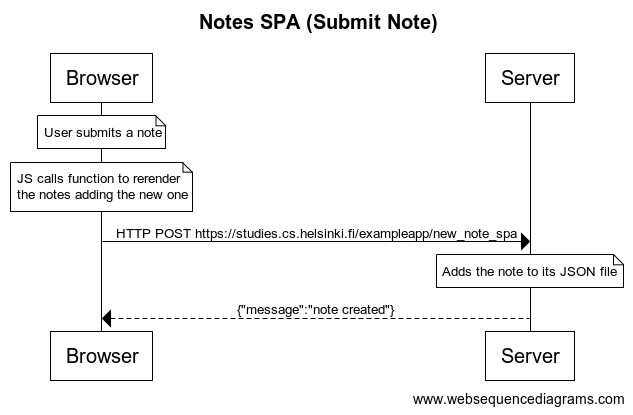 Notes SPA (Submit Note)
Browser
Server
User submits a note
JS calls function to rerender
the notes adding the new one
HTTP POST https://studies.cs.helsinki.fi/exampleapp/new_note_spa
Adds the note to its JSON file
{"message":"note created"}
Browser
Server
www.websequencediagrams.com